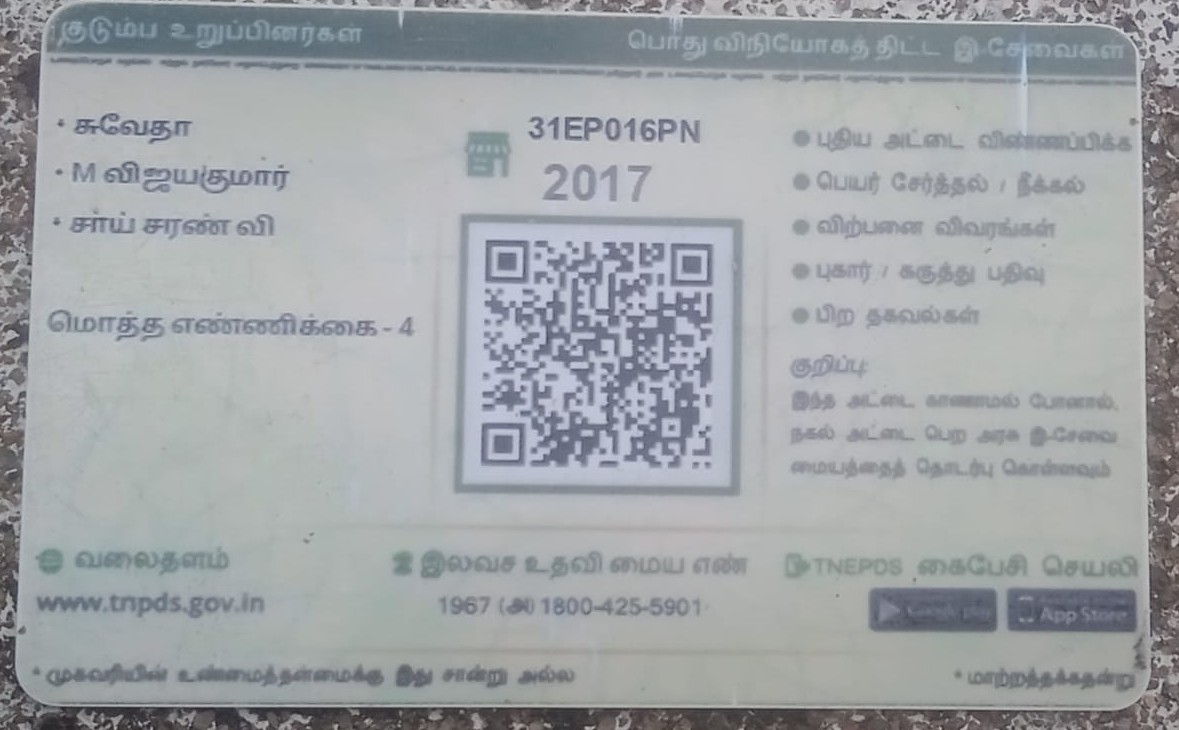 குடும்ப உறுப்பினர்கள்
பொது விநியோகத் திட்ட இ-சேவைகள்
* சுவேதா
* M விஜயகுமார்
* சாய் சரண் வி
மொத்த எண்ணிக்கை - 4
31EP016PN
2017
புதிய அட்டை விண்ணப்பிக்க
பெயர் சேர்த்தல் / நீக்கல்
விற்பனை விவரங்கள்
புகார் / கருத்து பதிவு
பிற தகவல்கள்
குறிப்பு:
இந்த அட்டை காணாமல் போனால்,
நகல் அட்டை பெற அரசு இ-சேவை
மையத்தைத் தொடர்பு கொள்ளவும்
வலைதளம்
www.tnpds.gov.in
இலவச உதவி மைய எண்
1967 (அ) 1800-425-5901
TNEPDS கைபேசி செயலி
Google Play
App Store
* முகவரியின் உண்மைத்தன்மைக்கு இது சான்று அல்ல
* மாற்றத்தக்கதன்று